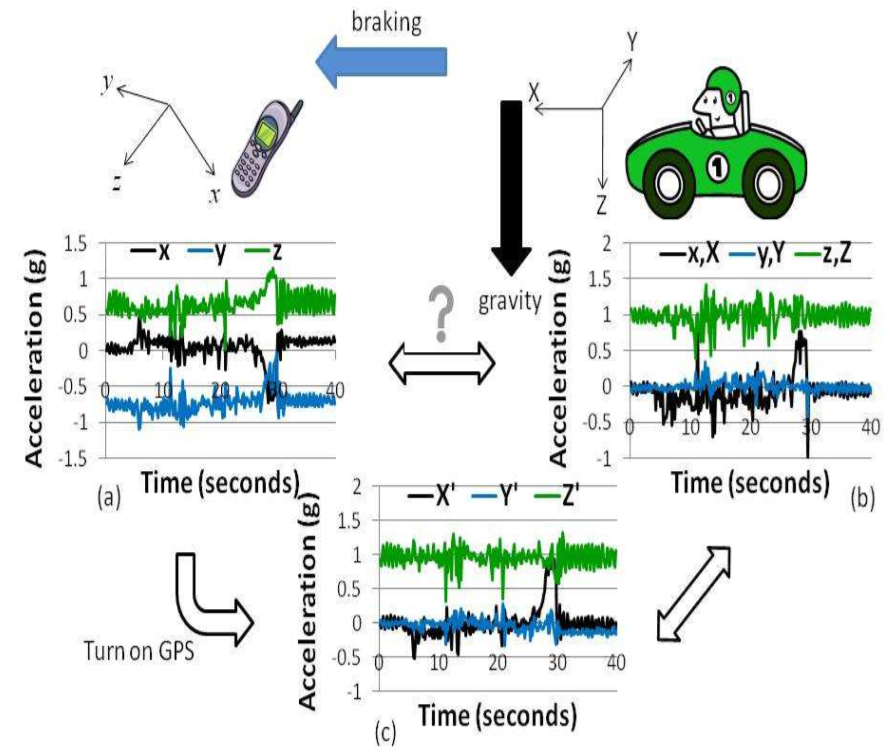 braking
y
z
x
X
Y
Z
1
1
gravity
?
x y z
1.5
1
0.5
0
-0.5
-1
-1.5
0 10 20 30 40
Acceleration (g)
Time (seconds)
(a)
x,X y,Y z,Z
2
1.5
1
0.5
0
-0.5
-1
0 10 20 30 40
Acceleration (g)
Time (seconds)
(b)
Turn on GPS
X' Y' Z'
2
1.5
1
0.5
0
-0.5
-1
0 10 20 30 40
Acceleration (g)
Time (seconds)
(c)